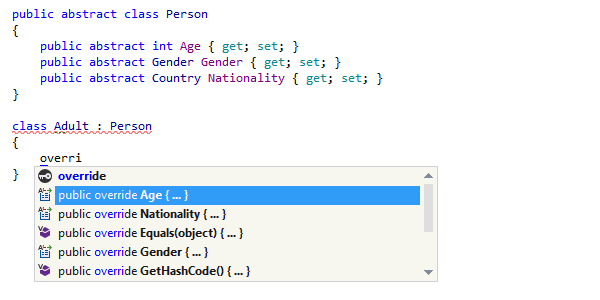 public abstract class Person
{
public abstract int Age { get; set; }
public abstract Gender Gender { get; set; }
public abstract Country Nationality { get; set; }
}
class Adult : Person
{
overri
}
override
public override Age { ... }
public override Nationality { ... }
public override Equals(object) { ... }
public override Gender { ... }
public override GetHashCode() { ... }